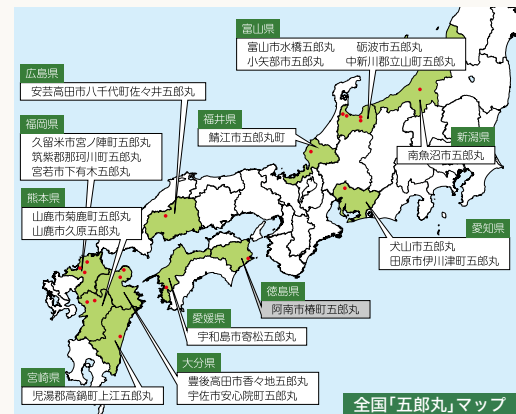 富山県
富山市水橋五郎丸　砺波市五郎丸
小矢部市五郎丸　中新川郡立山町五郎丸
広島県
安芸高田市八千代町佐々井五郎丸
福岡県
久留米市宮ノ陣町五郎丸
筑紫郡那珂川町五郎丸
宮若市下有木五郎丸
福井県
鯖江市五郎丸町
新潟県
南魚沼市五郎丸
熊本県
山鹿市菊鹿町五郎丸
山鹿市久原五郎丸
愛知県
犬山市五郎丸
田原市伊川津町五郎丸
徳島県
阿南市椿町五郎丸
愛媛県
宇和島市寄松五郎丸
大分県
豊後高田市香々地五郎丸
宇佐市安心院町五郎丸
宮崎県
児湯郡高鍋町上江五郎丸
全国「五郎丸」マップ